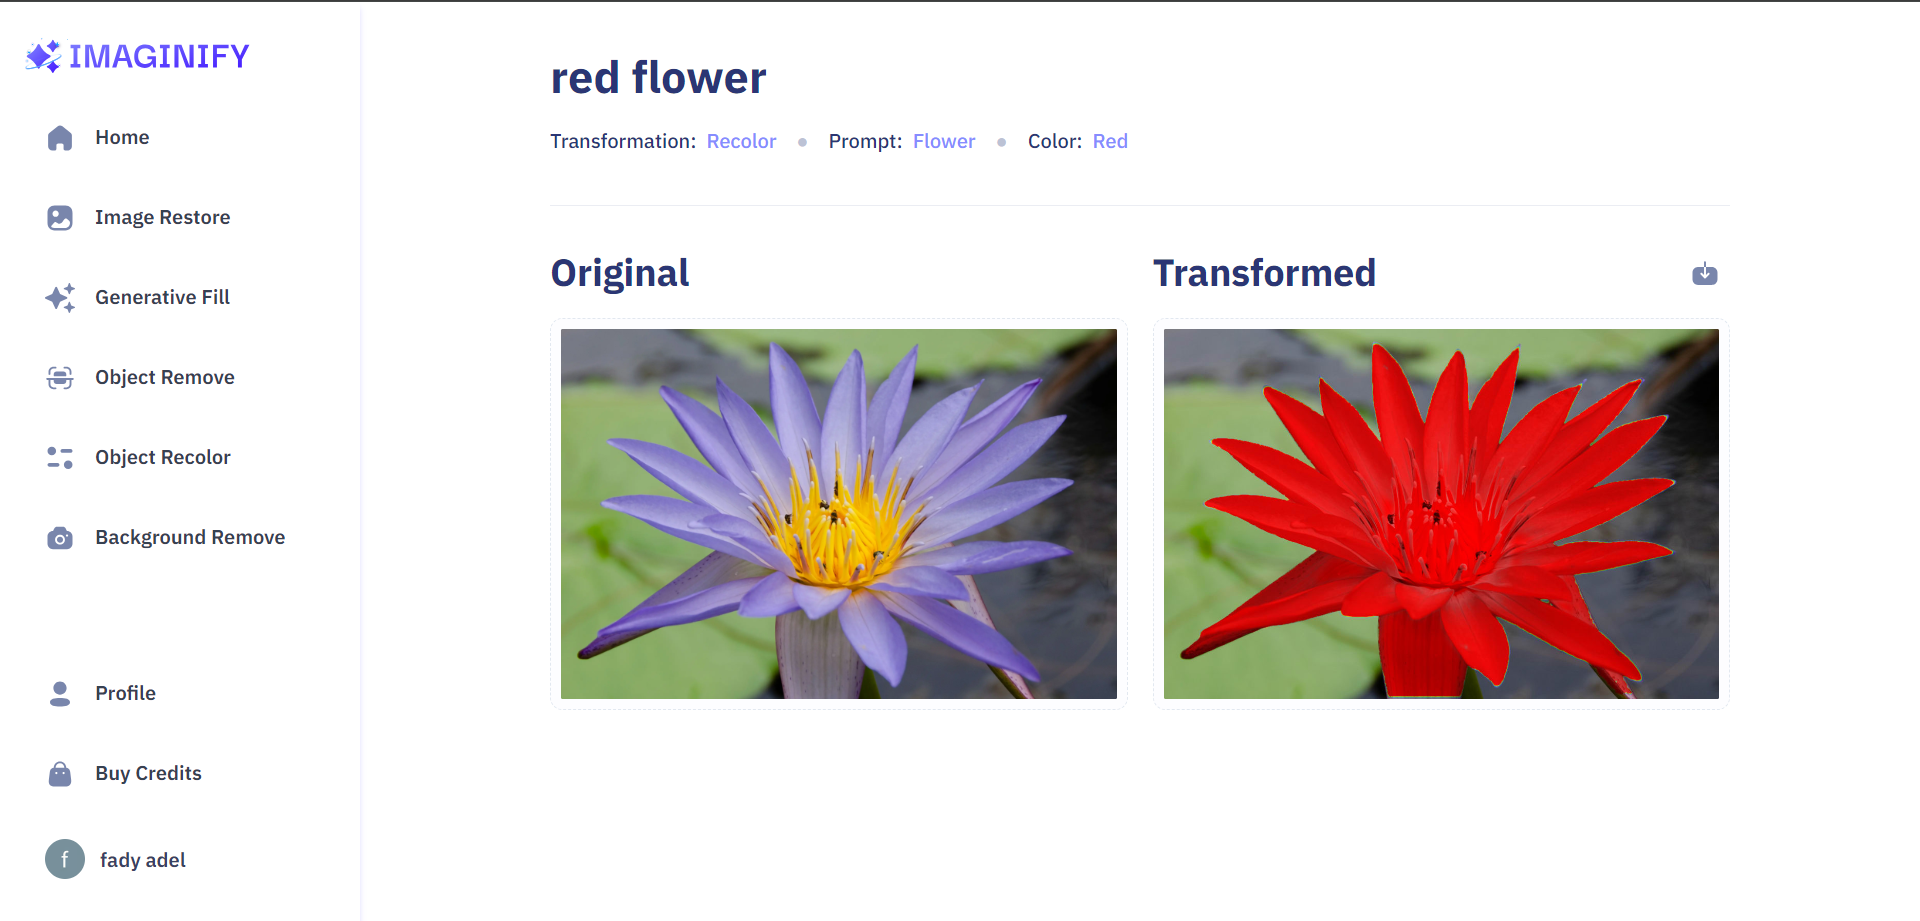 IMAGINIFY
Home
Image Restore
Generative Fill
Object Remove
Object Recolor
Background Remove
Profile
Buy Credits
f fady adel
red flower
Transformation: Recolor Prompt: Flower Color: Red
Original
Transformed